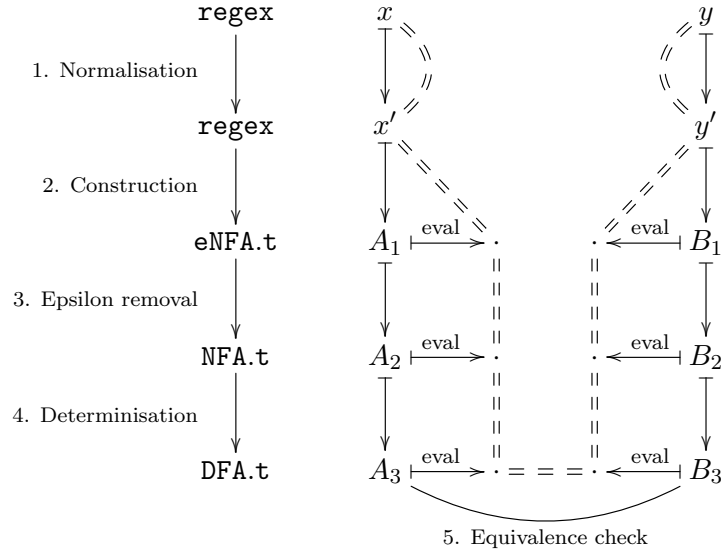 regex x y
1. Normalisation
regex x′ y′
2. Construction
eNFA.t A₁ eval · · eval B₁
3. Epsilon removal
NFA.t A₂ eval · · eval B₂
4. Determinisation
DFA.t A₃ eval · · eval B₃
5. Equivalence check